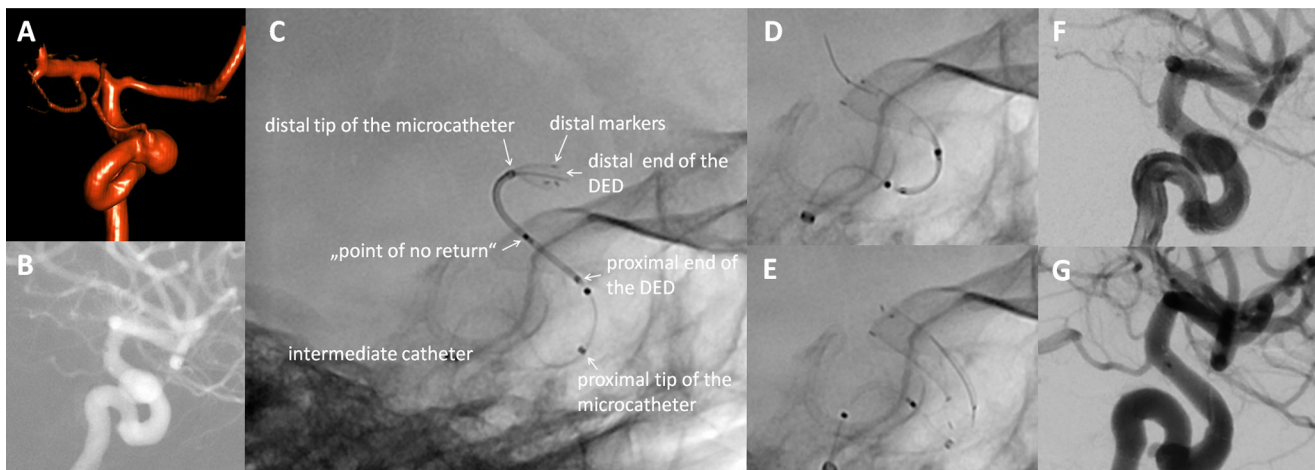 A
B
C
distal tip of the microcatheter
distal markers
distal end of the
DED
„point of no return“
proximal end of
the DED
intermediate catheter
proximal tip of the
microcatheter
D
E
F
G